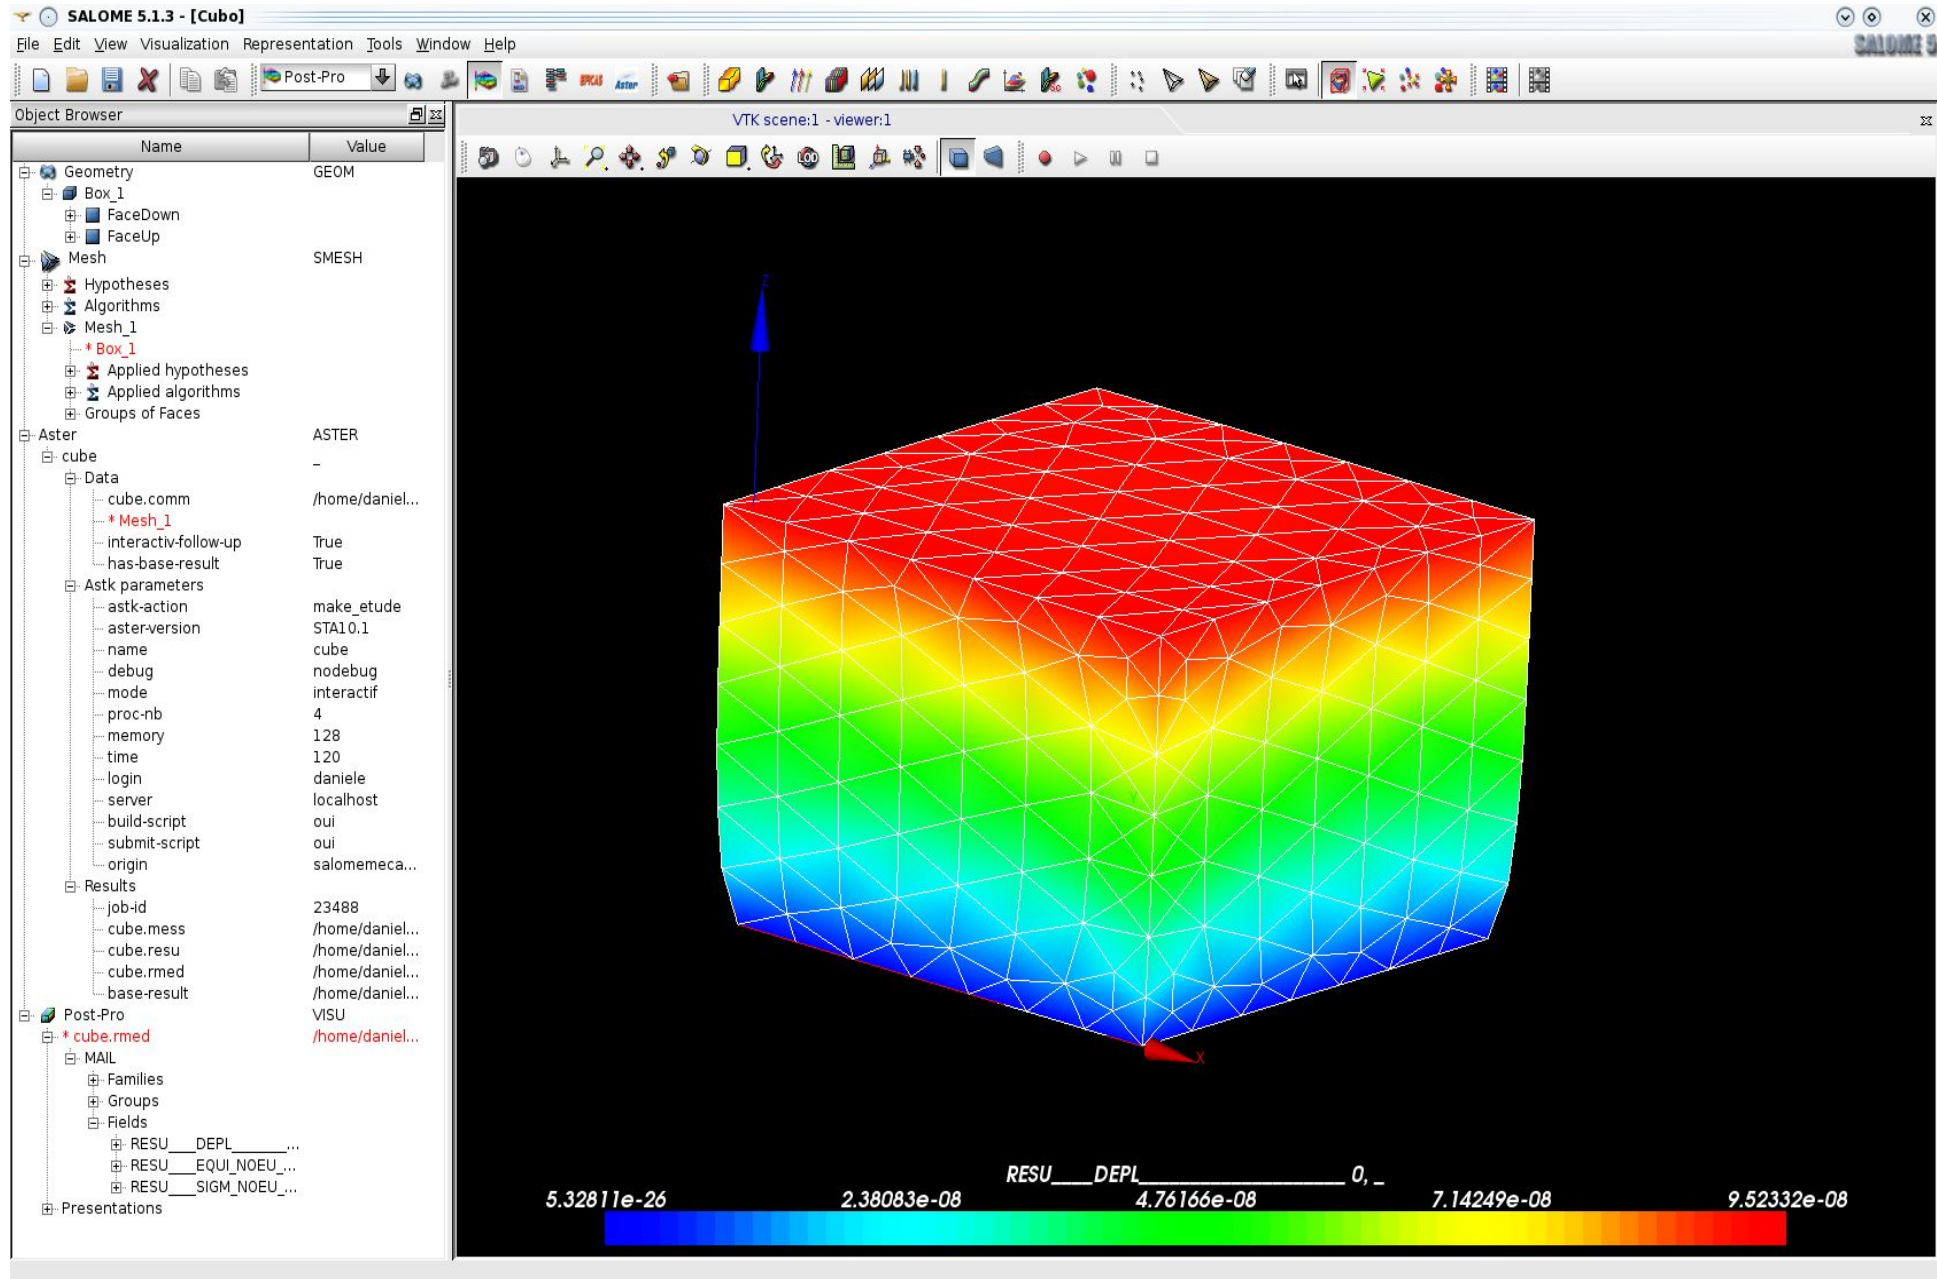 SALOME 5.1.3 - [Cubo]
File Edit View Visualization Representation Tools Window Help
SALOME 5
Post-Pro
Aster
Object Browser
VTK scene:1 - viewer:1
Name Value
LOD
Geometry GEOM
Box_1
FaceDown
FaceUp
Mesh SMESH
Hypotheses
Algorithms
Mesh_1
* Box_1
Applied hypotheses
Applied algorithms
Groups of Faces
Aster ASTER
cube _
Data
cube.comm /home/daniel...
* Mesh_1
interactiv-follow-up True
has-base-result True
Astk parameters
astk-action make_etude
aster-version STA10.1
name cube
debug nodebug
mode interactif
proc-nb 4
memory 128
time 120
login daniele
server localhost
build-script oui
submit-script oui
origin salomemeca...
Results
job-id 23488
cube.mess /home/daniel...
cube.resu /home/daniel...
cube.rmed /home/daniel...
base-result /home/daniel...
Post-Pro VISU
* cube.rmed /home/daniel...
MAIL
Families
Groups
Fields
RESU___DEPL______...
RESU___EQUI_NOEU_...
RESU___SIGM_NOEU_...
Presentations
Z
Y
X
RESU____DEPL____________________ 0, _
5.32811e-26 2.38083e-08 4.76166e-08 7.14249e-08 9.52332e-08